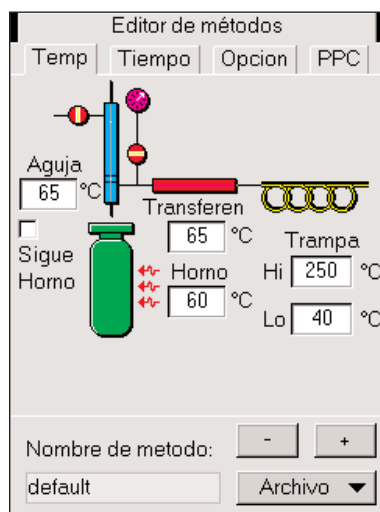 Editor de métodos
Temp Tiempo Opcion PPC
Aguja
65 °C
Transferen
65 °C
Sigue
Horno
Horno
60 °C
Trampa
Hi 250 °C
Lo 40 °C
Nombre de metodo: - +
default Archivo